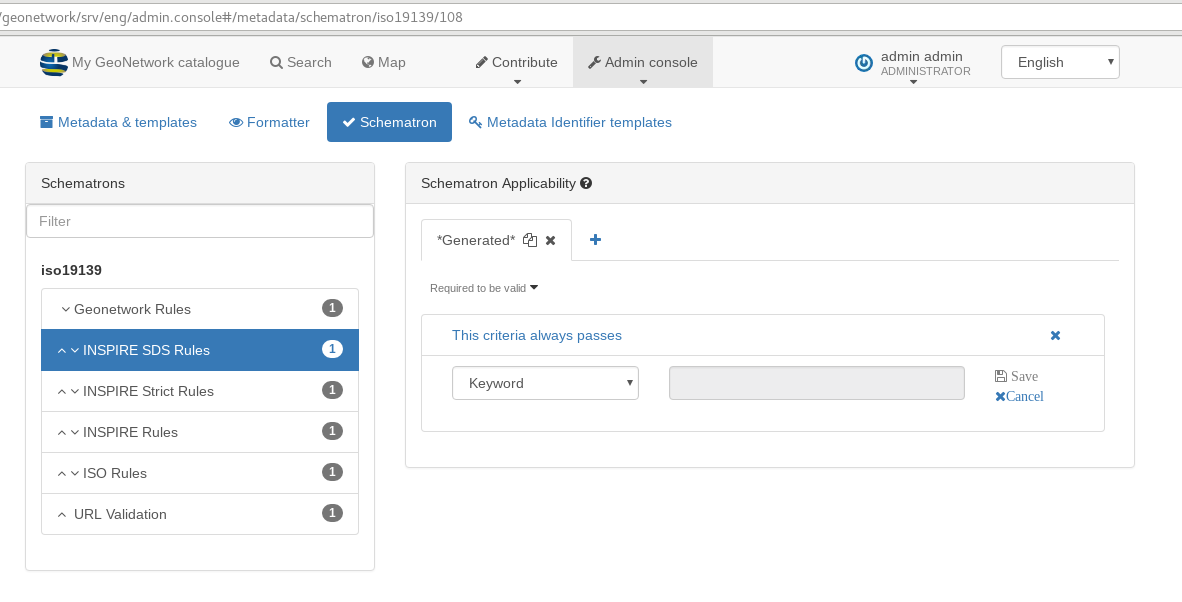 /geonetwork/srv/eng/admin.console#/metadata/schematron/iso19139/108
My GeoNetwork catalogue Search Map Contribute Admin console admin admin ADMINISTRATOR English
Metadata & templates Formatter Schematron Metadata Identifier templates
Schematrons
Filter
iso19139
Geonetwork Rules 1
INSPIRE SDS Rules 1
INSPIRE Strict Rules 1
INSPIRE Rules 1
ISO Rules 1
URL Validation 1
Schematron Applicability
*Generated*
Required to be valid
This criteria always passes
Keyword
Save
Cancel